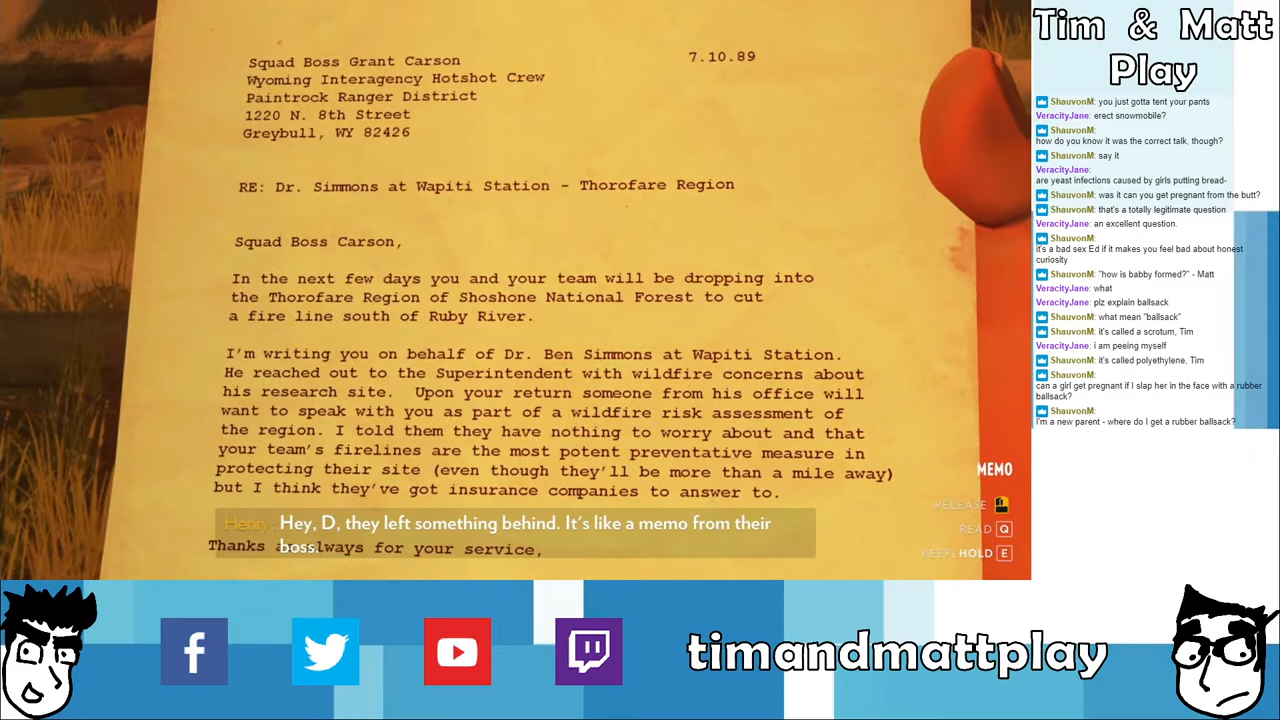 Squad Boss Grant Carson
7.10.89
Wyoming Interagency Hotshot Crew
Paintrock Ranger District
1220 N. 8th Street
Greybull, WY 82426
RE: Dr. Simmons at Wapiti Station - Thorofare Region
Squad Boss Carson,
In the next few days you and your team will be dropping into
the Thorofare Region of Shoshone National Forest to cut
a fire line south of Ruby River.
I'm writing you on behalf of Dr. Ben Simmons at Wapiti Station.
He reached out to the Superintendent with wildfire concerns about
his research site. Upon your return someone from his office will
want to speak with you as part of a wildfire risk assessment of
the region. I told them they have nothing to worry about and that
your team's firelines are the most potent preventative measure in
protecting their site (even though they'll be more than a mile away)
but I think they've got insurance companies to answer to.
Thanks as always for your service,
Henry: Hey, D, they left something behind. It's like a memo from their
boss.
MEMO
RELEASE
READ Q
KEEP: HOLD E
Tim & Matt
Play
ShauvonM: you just gotta tent your pants
VeracityJane: erect snowmobile?
ShauvonM:
how do you know it was the correct talk, though?
ShauvonM: say it
VeracityJane:
are yeast infections caused by girls putting bread-
ShauvonM: was it can you get pregnant from the butt?
ShauvonM: that's a totally legitimate question
VeracityJane: an excellent question.
ShauvonM:
it's a bad sex Ed if it makes you feel bad about honest
curiosity
ShauvonM: "how is babby formed?" - Matt
VeracityJane: what
VeracityJane: plz explain ballsack
ShauvonM: what mean "ballsack"
ShauvonM: it's called a scrotum, Tim
VeracityJane: i am peeing myself
ShauvonM: it's called polyethylene, Tim
ShauvonM:
can a girl get pregnant if I slap her in the face with a rubber
ballsack?
ShauvonM:
I'm a new parent - where do I get a rubber ballsack?
timandmattplay